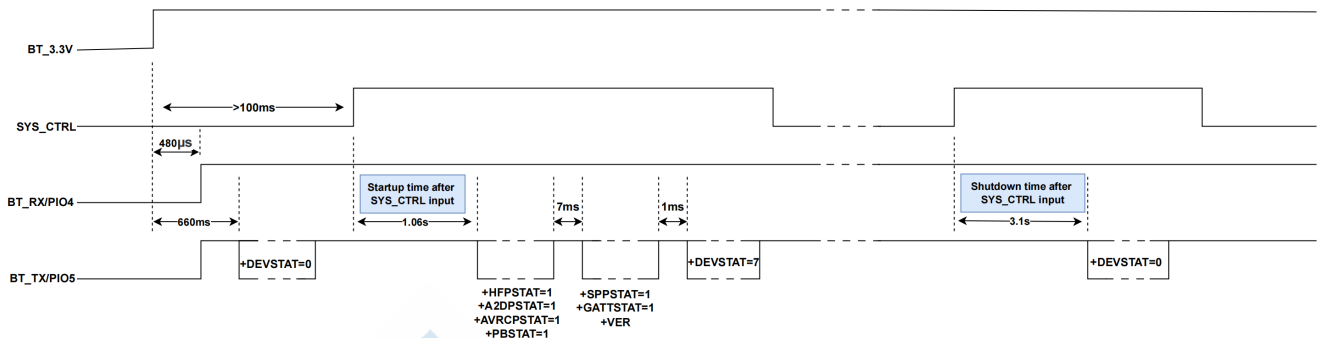 BT_3.3V
>100ms
SYS_CTRL
480μs
Startup time after
SYS_CTRL input
Shutdown time after
SYS_CTRL input
7ms
1ms
BT_RX/PIO4
660ms
1.06s
3.1s
+DEVSTAT=0
+DEVSTAT=7
+DEVSTAT=0
BT_TX/PIO5
+HFPSTAT=1
+A2DPSTAT=1
+AVRCPSTAT=1
+PBSTAT=1
+SPPSTAT=1
+GATTSTAT=1
+VER